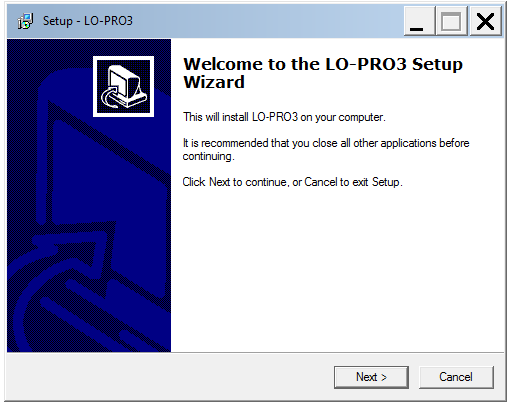 Setup - LO-PRO3
Welcome to the LO-PRO3 Setup
Wizard
This will install LO-PRO3 on your computer.
It is recommended that you close all other applications before
continuing.
Click Next to continue, or Cancel to exit Setup.
Next >
Cancel